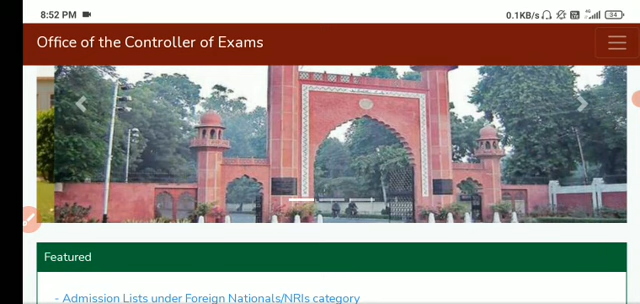 8:52 PM
0.1KB/s
4G
34
Office of the Controller of Exams
Featured
- Admission Lists under Foreign Nationals/NRIs category